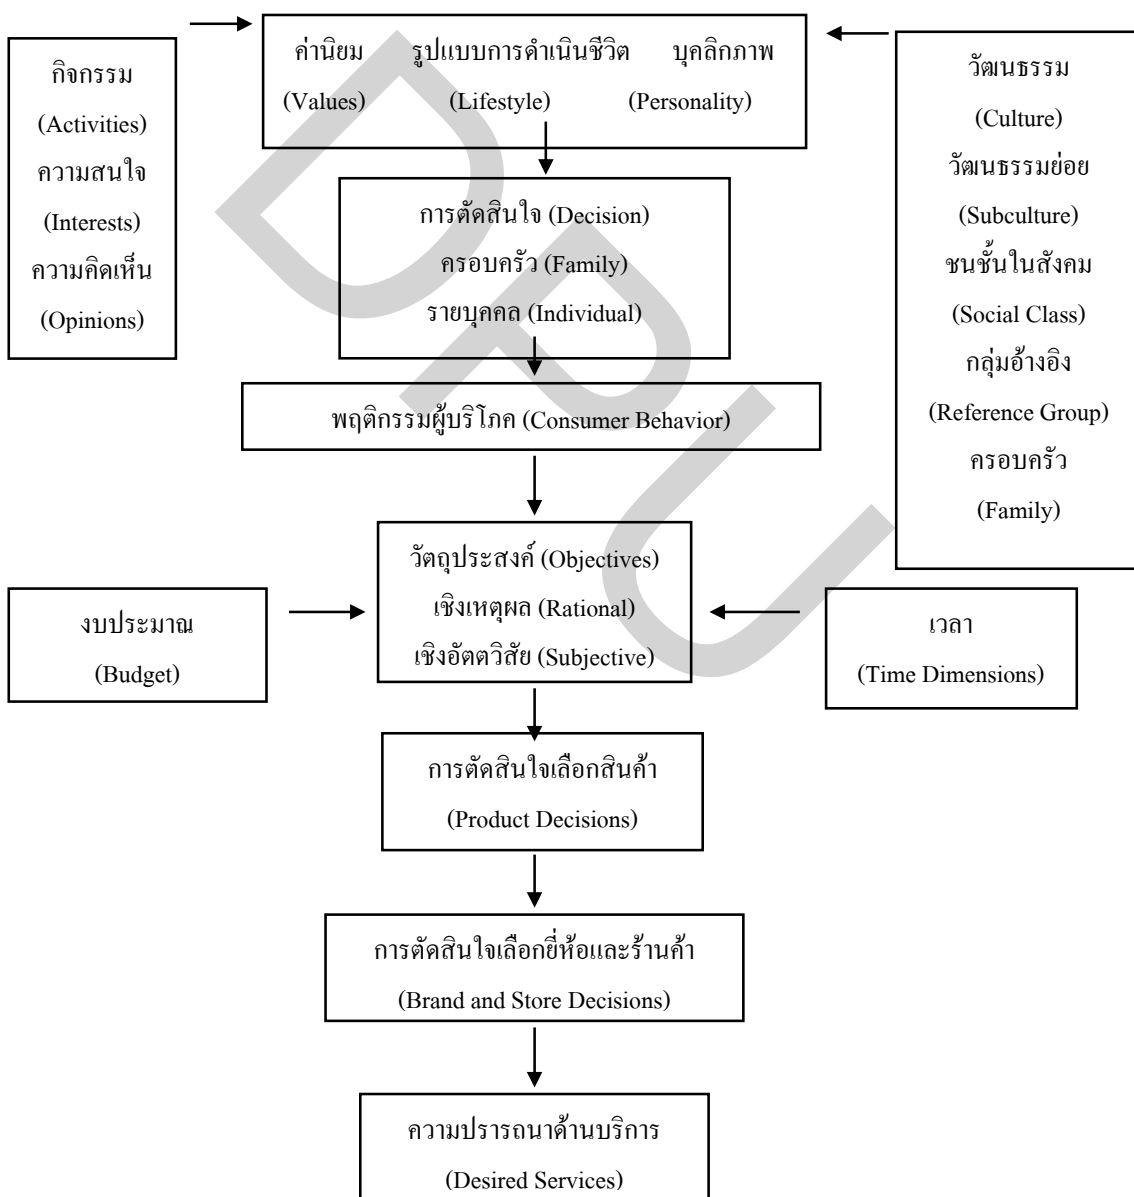 กิจกรรม
(Activities)
ความสนใจ
(Interests)
ความคิดเห็น
(Opinions)
ค่านิยม รูปแบบการดำเนินชีวิต บุคลิกภาพ
(Values) (Lifestyle) (Personality)
วัฒนธรรม
(Culture)
วัฒนธรรมย่อย
(Subculture)
ชนชั้นในสังคม
(Social Class)
กลุ่มอ้างอิง
(Reference Group)
ครอบครัว
(Family)
การตัดสินใจ (Decision)
ครอบครัว (Family)
รายบุคคล (Individual)
พฤติกรรมผู้บริโภค (Consumer Behavior)
วัตถุประสงค์ (Objectives)
เชิงเหตุผล (Rational)
เชิงอัตตวิสัย (Subjective)
งบประมาณ
(Budget)
เวลา
(Time Dimensions)
การตัดสินใจเลือกสินค้า
(Product Decisions)
การตัดสินใจเลือกยี่ห้อและร้านค้า
(Brand and Store Decisions)
ความปรารถนาด้านบริการ
(Desired Services)
DPU